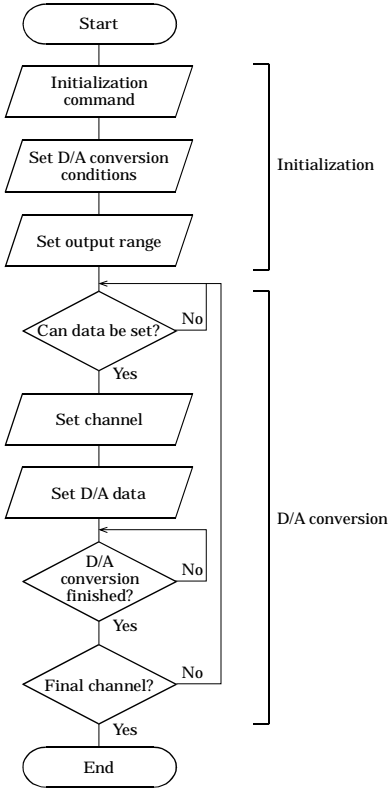 Start
Initialization
command
Set D/A conversion
conditions
Initialization
Set output range
Can data be set?
No
Yes
Set channel
Set D/A data
D/A conversion
D/A
conversion
finished?
No
Yes
Final channel?
No
Yes
End